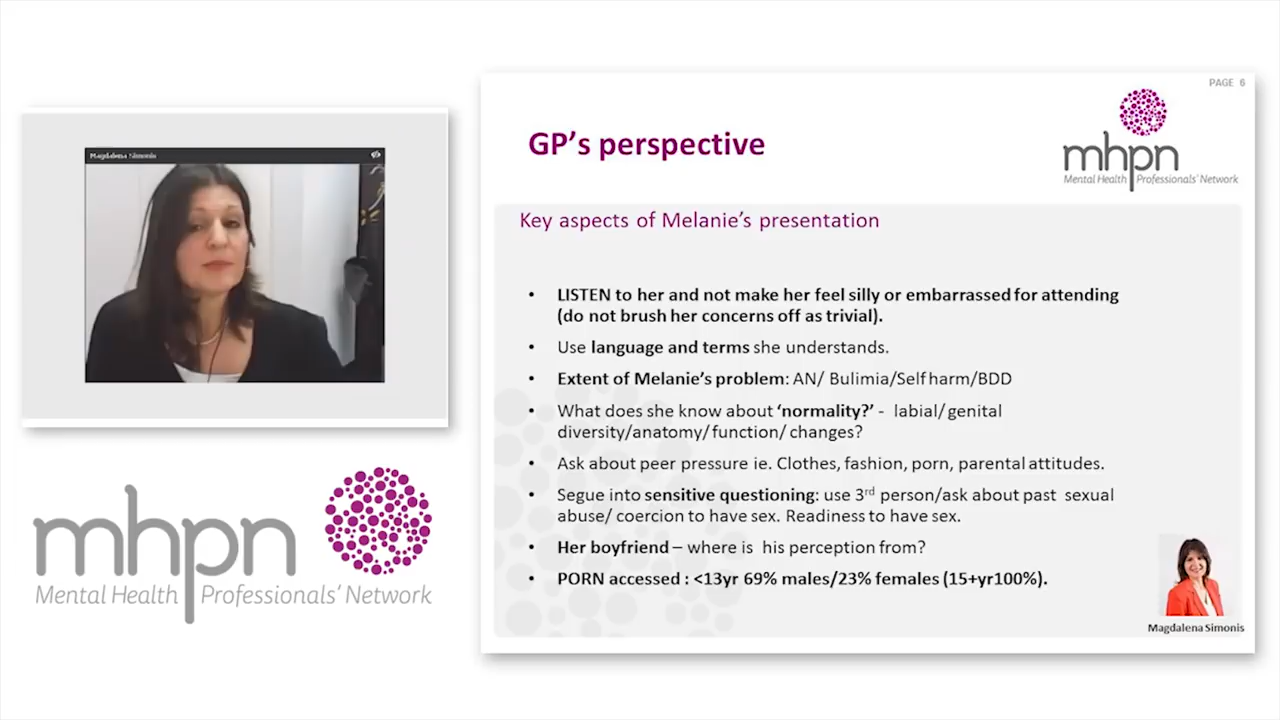 Magdalena Simonis
mhpn
Mental Health Professionals’ Network
PAGE 6
GP’s perspective
mhpn
Mental Health Professionals’ Network
Key aspects of Melanie’s presentation
• LISTEN to her and not make her feel silly or embarrassed for attending
(do not brush her concerns off as trivial).
• Use language and terms she understands.
• Extent of Melanie’s problem: AN/ Bulimia/Self harm/BDD
• What does she know about ‘normality?’ - labial/ genital
diversity/anatomy/ function/ changes?
• Ask about peer pressure ie. Clothes, fashion, porn, parental attitudes.
• Segue into sensitive questioning: use 3rd person/ask about past sexual
abuse/ coercion to have sex. Readiness to have sex.
• Her boyfriend – where is his perception from?
• PORN accessed : <13yr 69% males/23% females (15+yr100%).
Magdalena Simonis